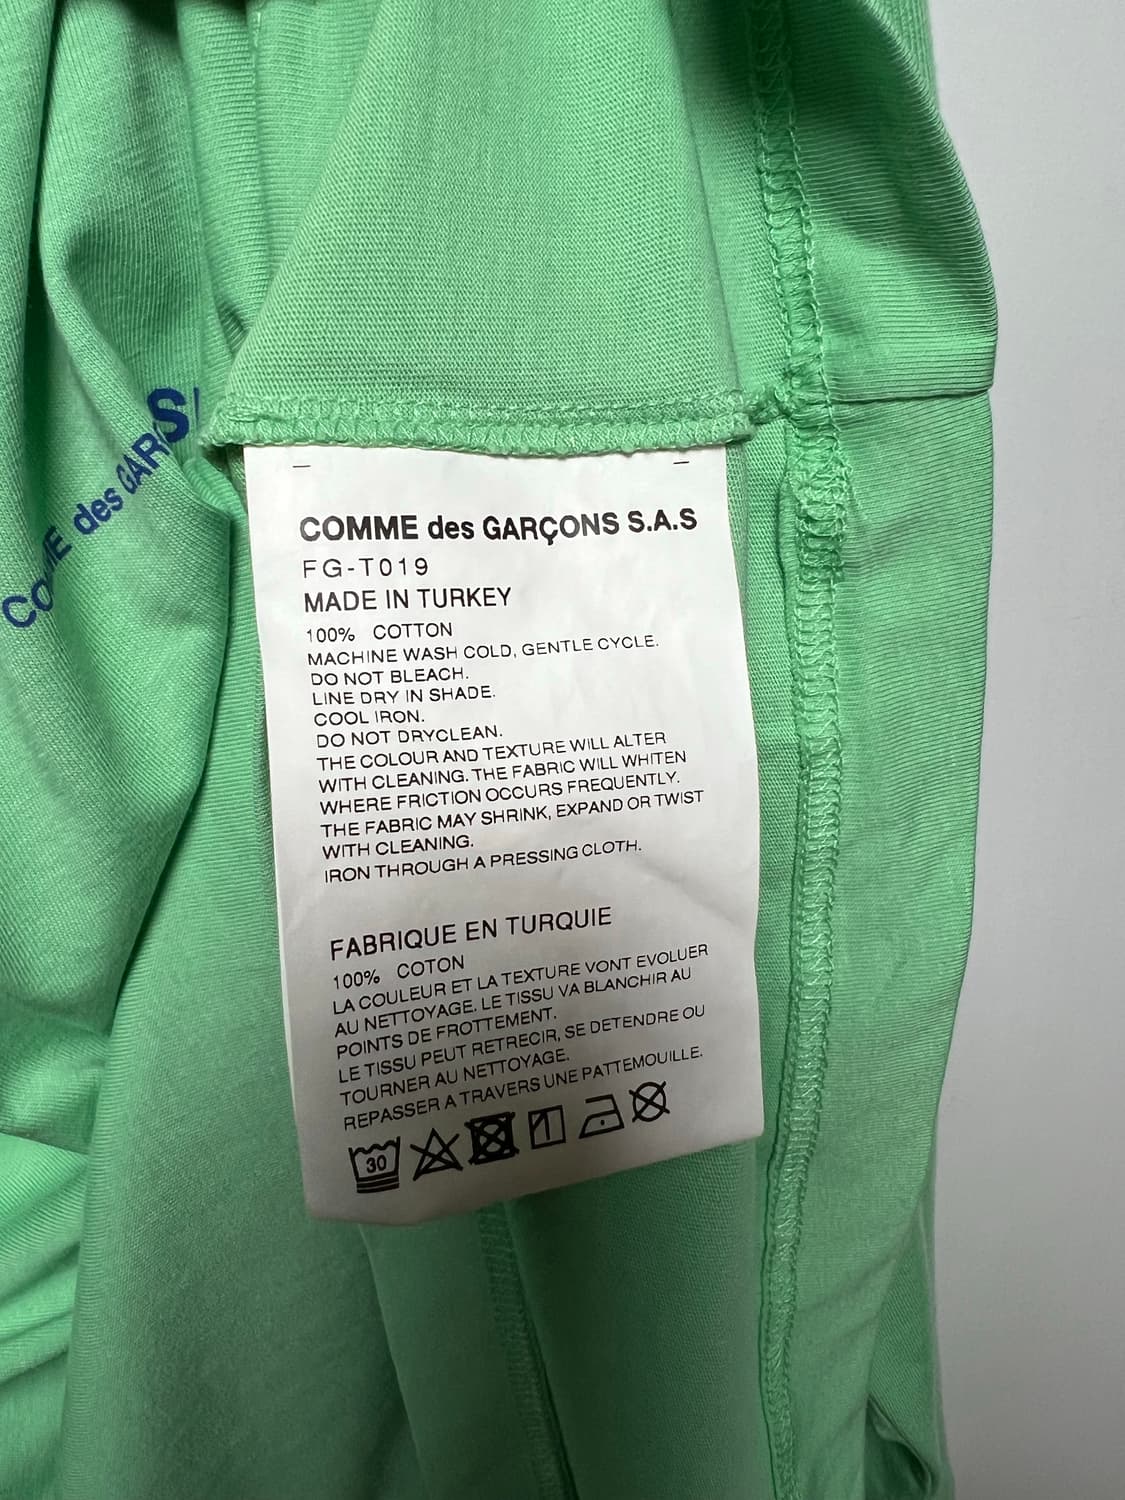 COMME des GARÇONS S.A.S
FG-T019
MADE IN TURKEY
100% COTTON
MACHINE WASH COLD, GENTLE CYCLE.
DO NOT BLEACH.
LINE DRY IN SHADE.
COOL IRON.
DO NOT DRYCLEAN.
THE COLOUR AND TEXTURE WILL ALTER
WITH CLEANING. THE FABRIC WILL WHITEN
WHERE FRICTION OCCURS FREQUENTLY.
THE FABRIC MAY SHRINK, EXPAND OR TWIST
WITH CLEANING.
IRON THROUGH A PRESSING CLOTH.
FABRIQUE EN TURQUIE
100% COTON
LA COULEUR ET LA TEXTURE VONT EVOLUER
AU NETTOYAGE. LE TISSU VA BLANCHIR AU
POINTS DE FROTTEMENT.
LE TISSU PEUT RETRECIR, SE DETENDRE OU
TOURNER AU NETTOYAGE.
REPASSER A TRAVERS UNE PATTEMOUILLE.
30
COMME des GARÇ
S